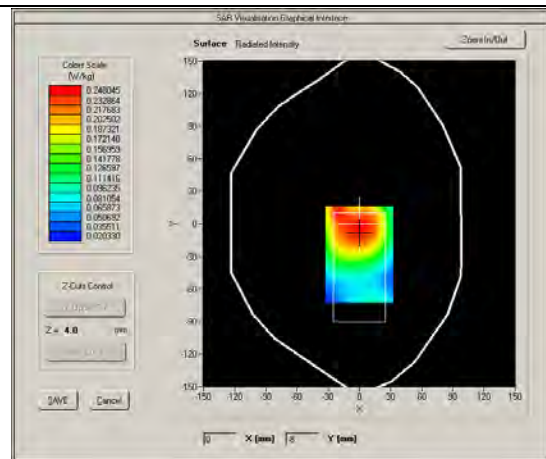 SAR Visualisation Graphical Interface
Surface Radiated Intensity
Zoom In/Out
Colors Scale
(W/kg)
0.248045
0.232864
0.217683
0.202502
0.187321
0.172140
0.156959
0.141778
0.126597
0.111416
0.096235
0.081054
0.065873
0.050692
0.035511
0.020330
150
120
90
60
30
0
-30
-60
-90
-120
-150
Y
-150 -120 -90 -60 -30 0 30 60 90 120 150
X
Z-Cuts Control
Z = 4.0 mm
SAVE
Cancel
0 X (mm) -8 Y (mm)